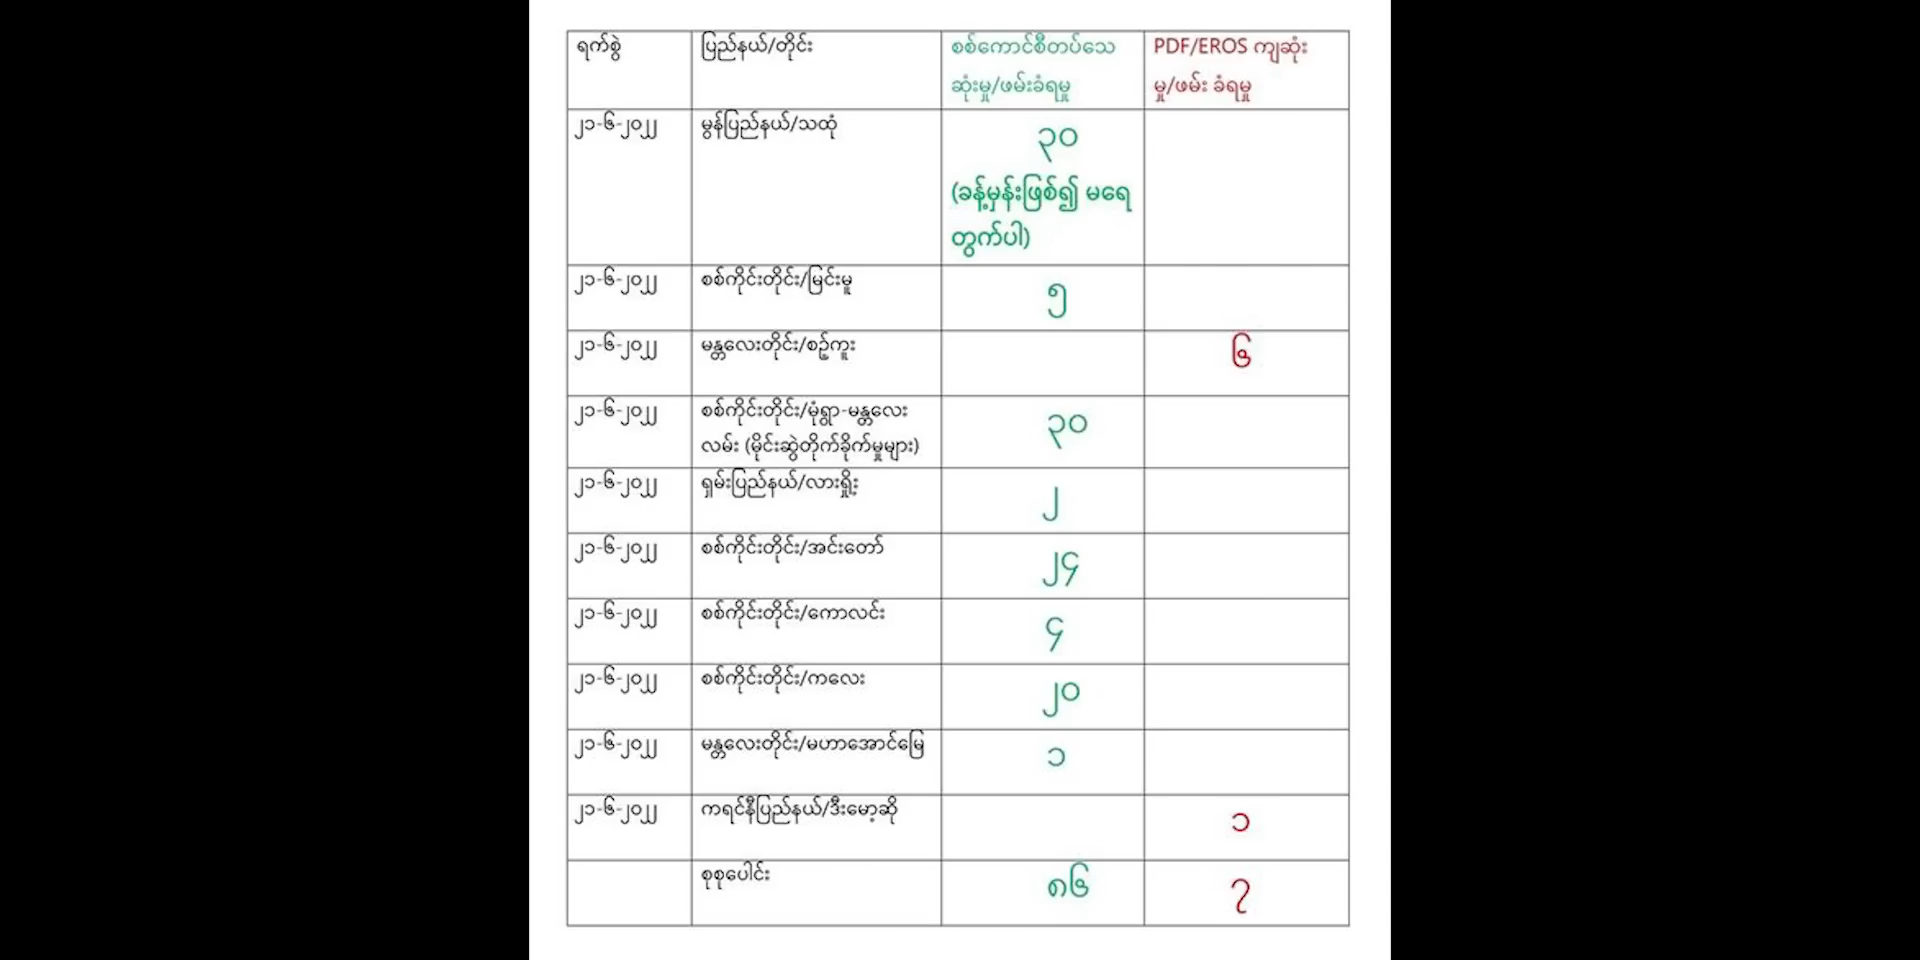 ရက်စွဲ
ပြည်နယ်/တိုင်း
စစ်ကောင်စီတပ်သေ
ဆုံးမှု/ဖမ်းခံရမှု
PDF/EROS ကျဆုံး
မှု/ဖမ်း ခံရမှု
၂၁-၆-၂၀၂၂
မွန်ပြည်နယ်/သထုံ
၃၀
(ခန့်မှန်းဖြစ်၍ မရေ
တွက်ပါ)
၂၁-၆-၂၀၂၂
စစ်ကိုင်းတိုင်း/မြင်းမူ
၅
၂၁-၆-၂၀၂၂
မန္တလေးတိုင်း/စဉ့်ကူး
၆
၂၁-၆-၂၀၂၂
စစ်ကိုင်းတိုင်း/မုံရွာ-မန္တလေး
လမ်း (မိုင်းဆွဲတိုက်ခိုက်မှုများ)
၃၀
၂၁-၆-၂၀၂၂
ရှမ်းပြည်နယ်/လားရှိုး
၂
၂၁-၆-၂၀၂၂
စစ်ကိုင်းတိုင်း/အင်းတော်
၂၄
၂၁-၆-၂၀၂၂
စစ်ကိုင်းတိုင်း/ကောလင်း
၄
၂၁-၆-၂၀၂၂
စစ်ကိုင်းတိုင်း/ကလေး
၂၀
၂၁-၆-၂၀၂၂
မန္တလေးတိုင်း/မဟာအောင်မြေ
၁
၂၁-၆-၂၀၂၂
ကရင်နီပြည်နယ်/ဒီးမော့ဆို
၁
စုစုပေါင်း
၈၆
၇